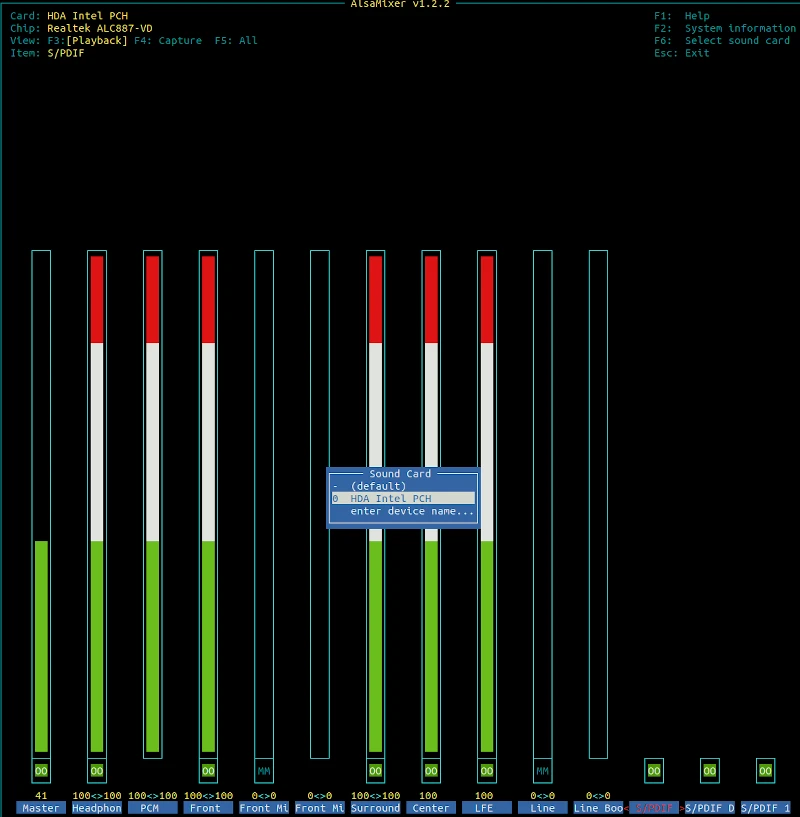 AlsaMixer v1.2.2
Card: HDA Intel PCH
F1: Help
Chip: Realtek ALC887-VD
F2: System information
View: F3:[Playback] F4: Capture F5: All
F6: Select sound card
Item: S/PDIF
Esc: Exit
Sound Card
- (default)
0 HDA Intel PCH
enter device name...
OO OO OO MM OO OO OO MM OO OO OO
41 100<>100 100<>100 100<>100 0<>0 0<>0 100<>100 100 100 0<>0 0<>0
Master Headphon PCM Front Front Mi Front Mi Surround Center LFE Line Line Boo < S/PDIF > S/PDIF D S/PDIF 1